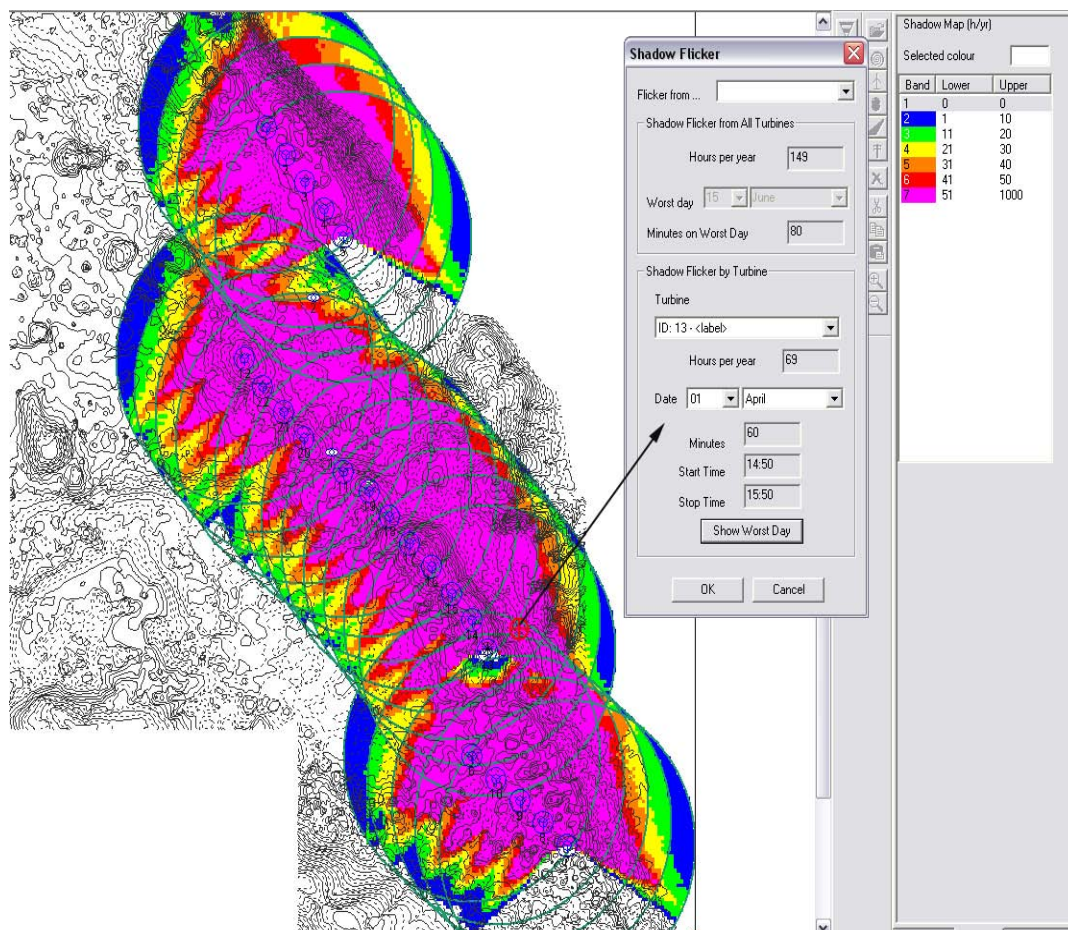 Shadow Map (h/yr)
Selected colour
Band Lower Upper
1 0 0
2 1 10
3 11 20
4 21 30
5 31 40
6 41 50
7 51 1000
Shadow Flicker
Flicker from ...
Shadow Flicker from All Turbines
Hours per year 149
Worst day 15 June
Minutes on Worst Day 80
Shadow Flicker by Turbine
Turbine
ID: 13 - <label>
Hours per year 69
Date 01 April
Minutes 60
Start Time 14:50
Stop Time 15:50
Show Worst Day
OK Cancel
20
14
10
9